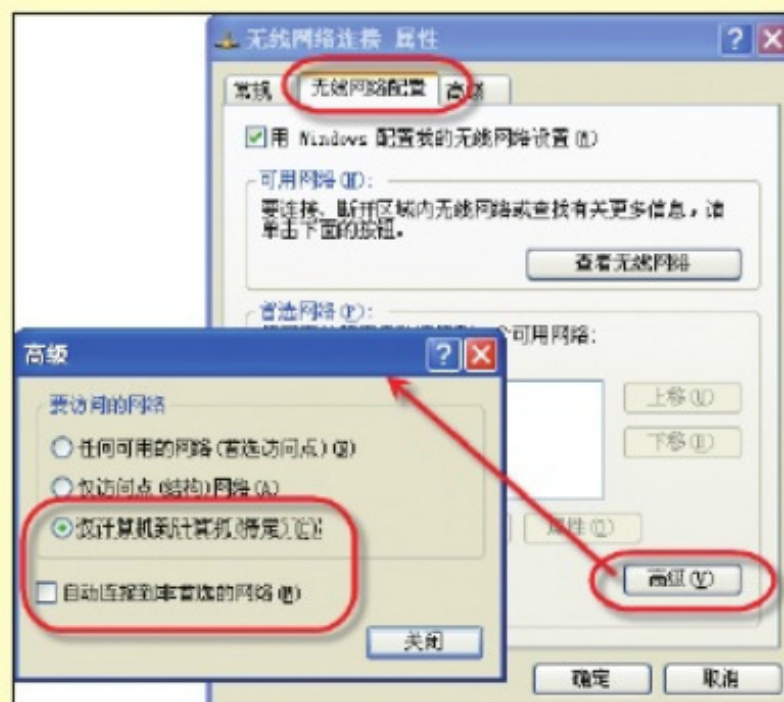 无线网络连接 属性
常规 无线网络配置 高级
用 Windows 配置我的无线网络设置(W)
可用网络(N):
要连接、断开区域内无线网络或查找有关更多信息，请
单击下面的按钮。
查看无线网络
首选网络(P):
个可用网络:
上移(U)
下移(D)
属性(O)
高级(V)
确定 取消
高级
要访问的网络
任何可用的网络(首选访问点)(N)
仅访问点(结构)网络(A)
仅计算机到计算机(特定)(C)
自动连接到非首选的网络(U)
关闭